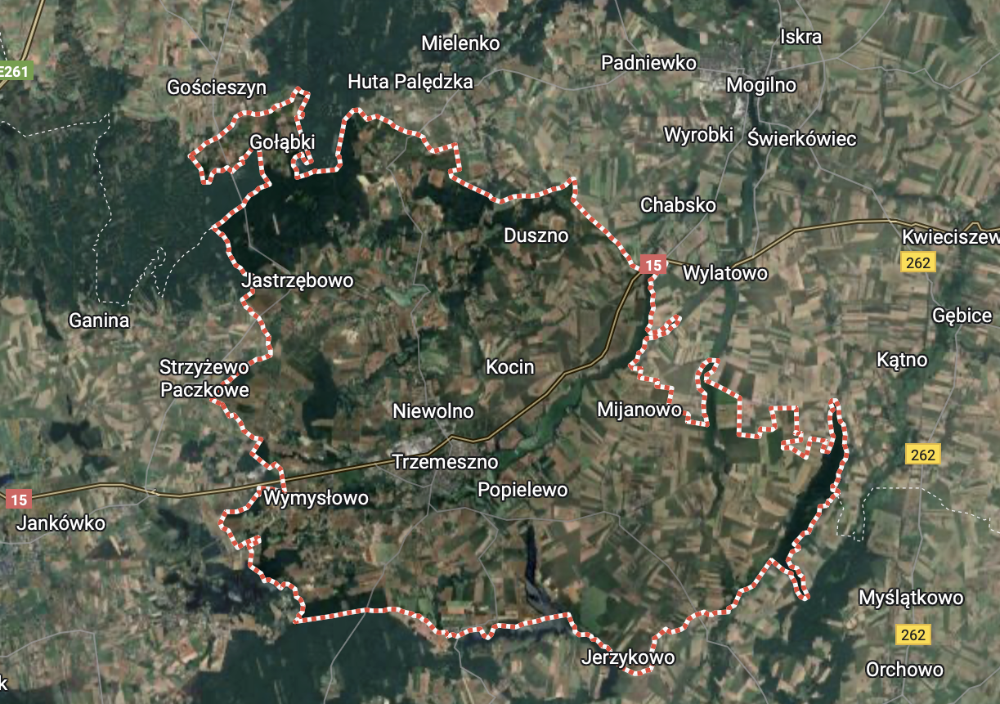 Iskra
Mielenko
Padniewko
E261
Huta Palędzka
Mogilno
Gościeszyn
Wyrobki
Świerkówiec
Gołąbki
Chabsko
Duszno
Kwieciszew
262
15
Wylatowo
Jastrzębowo
Gębice
Ganina
Kątno
Strzyżewo
Paczkowe
Kocin
Niewolno
Mijanowo
262
Trzemeszno
Popielewo
15
Wymysłowo
Jankówko
Myślątkowo
262
Jerzykowo
Orchowo
k